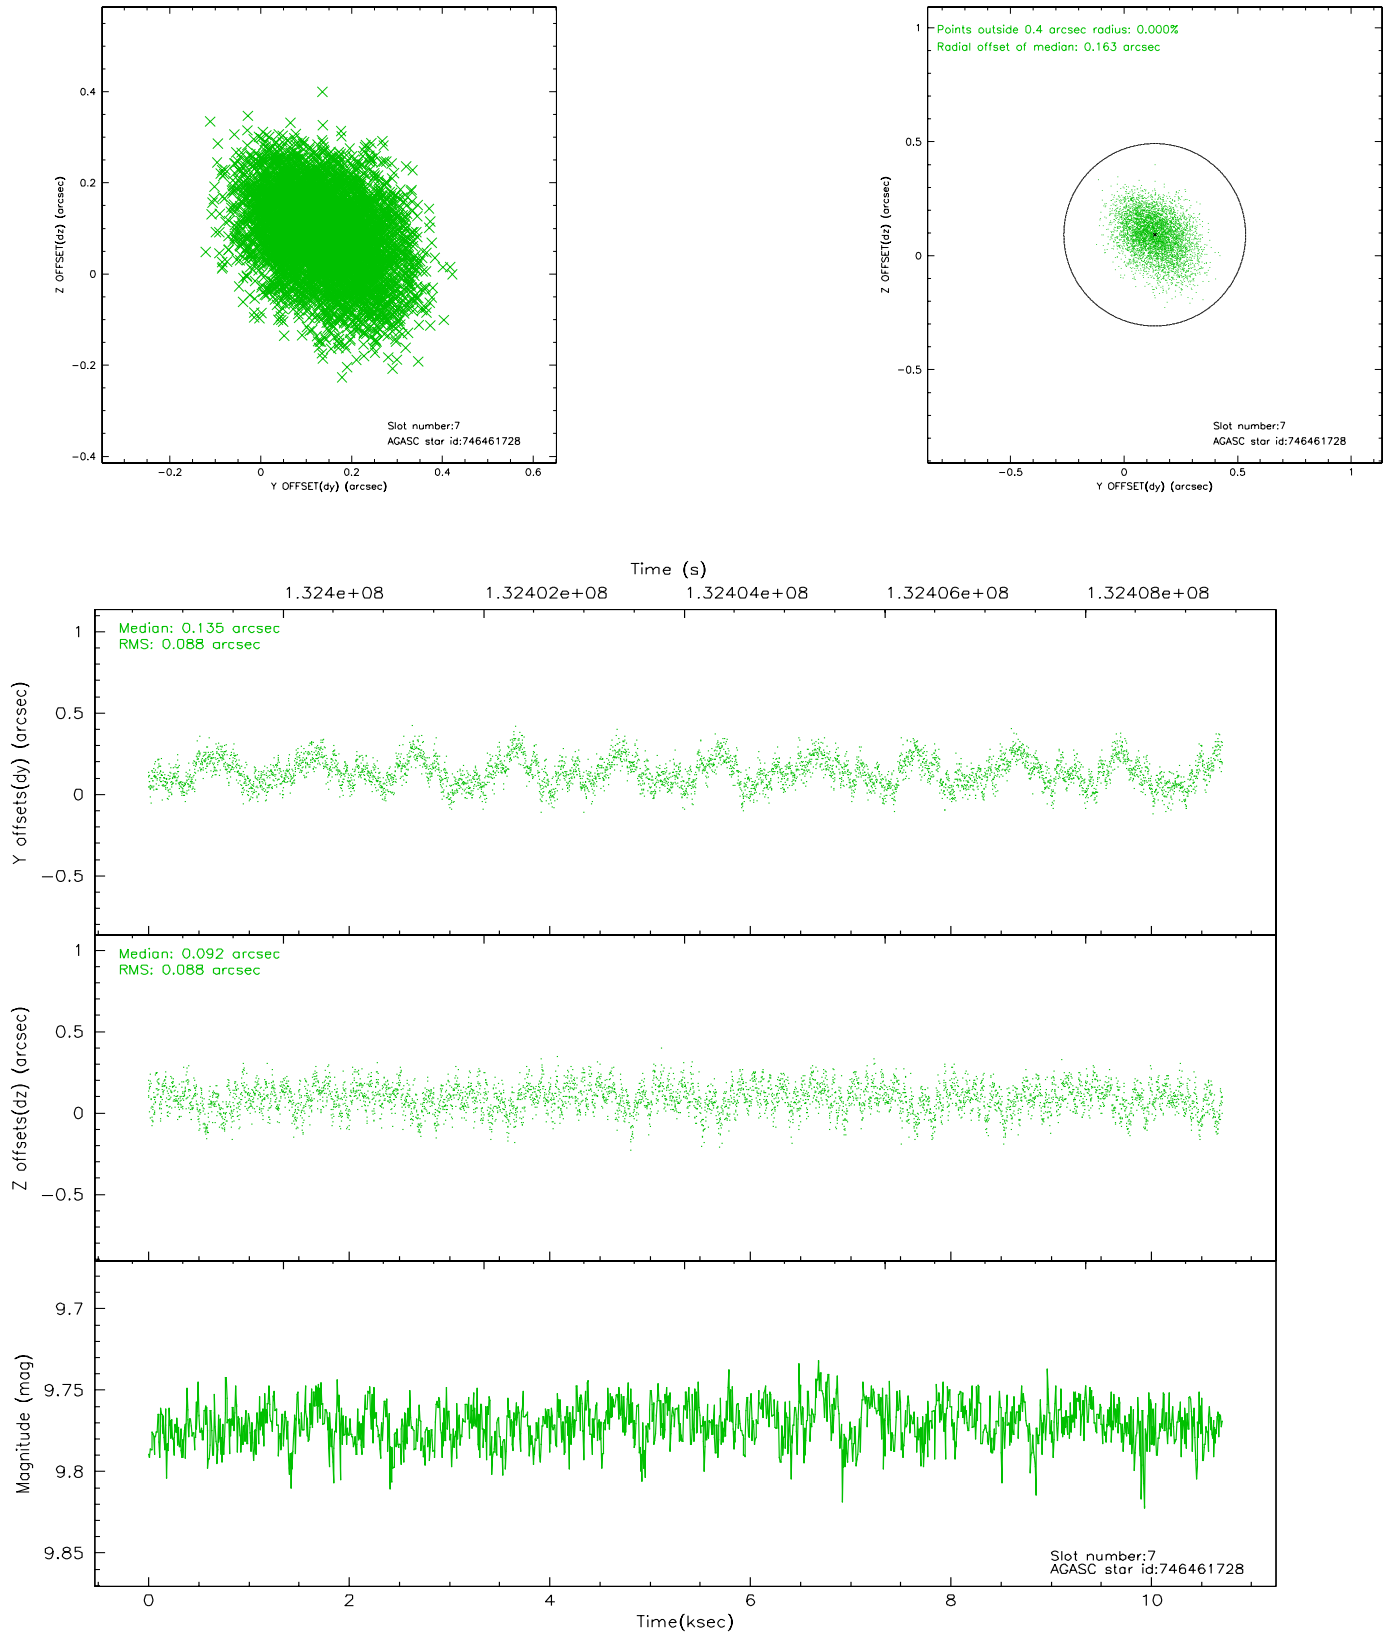 0.4
0.2
0
−0.2
−0.4
Z OFFSET(dz) (arcsec)
Slot number:7
AGASC star id:746461728
−0.2 0 0.2 0.4 0.6
Y OFFSET(dy) (arcsec)
Points outside 0.4 arcsec radius: 0.000%
Radial offset of median: 0.163 arcsec
1
0.5
0
−0.5
Z OFFSET(dz) (arcsec)
Slot number:7
AGASC star id:746461728
−0.5 0 0.5 1
Y OFFSET(dy) (arcsec)
Time (s)
1.324e+08 1.32402e+08 1.32404e+08 1.32406e+08 1.32408e+08
Median: 0.135 arcsec
RMS: 0.088 arcsec
1
0.5
0
−0.5
Y offsets(dy) (arcsec)
Median: 0.092 arcsec
RMS: 0.088 arcsec
1
0.5
0
−0.5
Z offsets(dz) (arcsec)
9.7
9.75
9.8
9.85
Magnitude (mag)
Slot number:7
AGASC star id:746461728
0 2 4 6 8 10
Time(ksec)